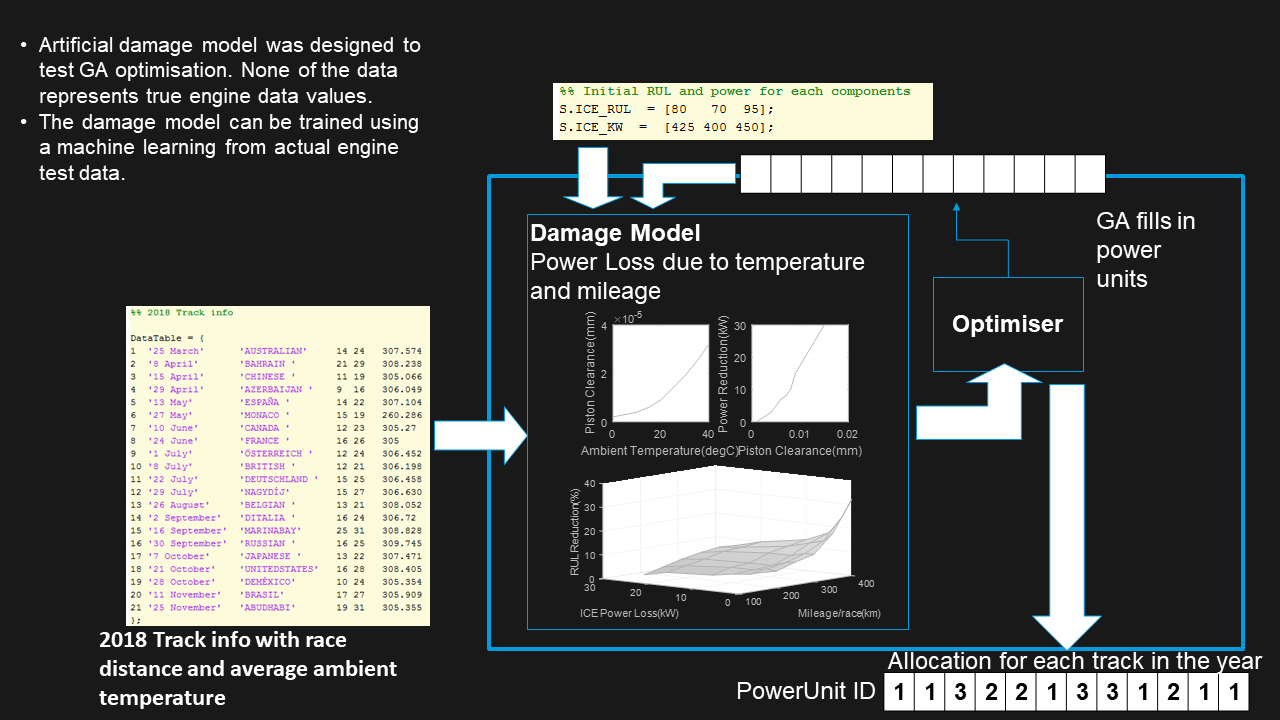 • Artificial damage model was designed to
test GA optimisation. None of the data
represents true engine data values.
• The damage model can be trained using
a machine learning from actual engine
test data.
%% Initial RUL and power for each components
S.ICE_RUL = [80 70 95];
S.ICE_KW = [425 400 450];
GA fills in
power
units
Damage Model
Power Loss due to temperature
and mileage
Optimiser
Piston Clearance(mm)
×10-5
4
2
0
0 20 40
Ambient Temperature(degC)
Power Reduction(kW)
30
20
10
0
0 0.01 0.02
Piston Clearance(mm)
RUL Reduction(%)
40
30
20
10
0
30 20 10 0
ICE Power Loss(kW)
100 200 300 400
Mileage/race(km)
%% 2018 Track info
DataTable = {
1 '25 March' 'AUSTRALIAN' 14 24 307.574
2 '8 April' 'BAHRAIN ' 21 29 308.238
3 '15 April' 'CHINESE ' 11 19 305.066
4 '29 April' 'AZERBAIJAN ' 9 16 306.049
5 '13 May' 'ESPAÑA ' 14 22 307.104
6 '27 May' 'MONACO ' 15 19 260.286
7 '10 June' 'CANADA ' 12 23 305.27
8 '24 June' 'FRANCE ' 16 26 305
9 '1 July' 'ÖSTERREICH ' 12 24 306.452
10 '8 July' 'BRITISH ' 12 21 306.198
11 '22 July' 'DEUTSCHLAND ' 15 25 306.458
12 '29 July' 'NAGYDÍJ' 15 27 306.630
13 '26 August' 'BELGIAN ' 13 21 308.052
14 '2 September' 'DITALIA ' 16 24 306.72
15 '16 September' 'MARINABAY' 25 31 308.828
16 '30 September' 'RUSSIAN ' 16 25 309.745
17 '7 October' 'JAPANESE ' 13 22 307.471
18 '21 October' 'UNITEDSTATES' 16 28 308.405
19 '28 October' 'DEMÉXICO' 10 24 305.354
20 '11 November' 'BRASIL' 17 27 305.909
21 '25 November' 'ABUDHABI' 19 31 305.355
};
2018 Track info with race
distance and average ambient
temperature
Allocation for each track in the year
PowerUnit ID 1 1 3 2 2 1 3 3 1 2 1 1